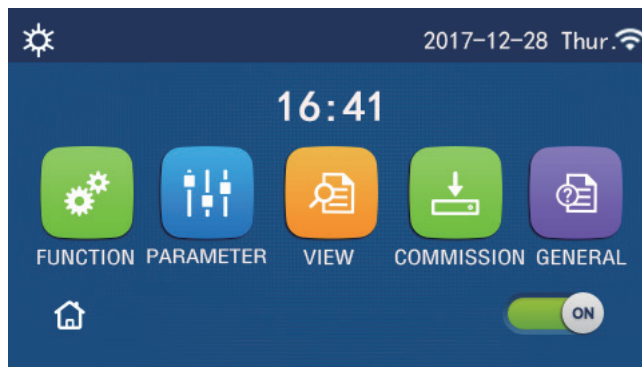 2017-12-28 Thur.
16:41
FUNCTION PARAMETER VIEW COMMISSION GENERAL
ON